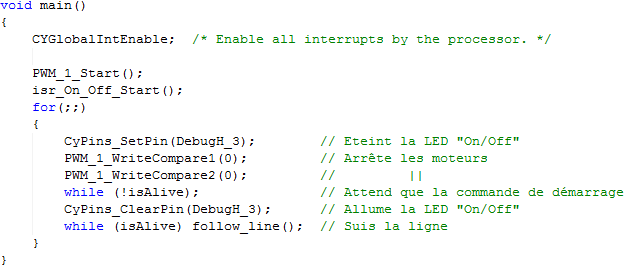 void main()
{
    CYGlobalIntEnable;  /* Enable all interrupts by the processor. */

    PWM_1_Start();
    isr_On_Off_Start();
    for(;;)
    {
        CyPins_SetPin(DebugH_3);         // Eteint la LED "On/Off"
        PWM_1_WriteCompare1(0);          // Arrête les moteurs
        PWM_1_WriteCompare2(0);          //          ||
        while (!isAlive);                // Attend que la commande de démarrage
        CyPins_ClearPin(DebugH_3);       // Allume la LED "On/Off"
        while (isAlive) follow_line();   // Suis la ligne
    }
}